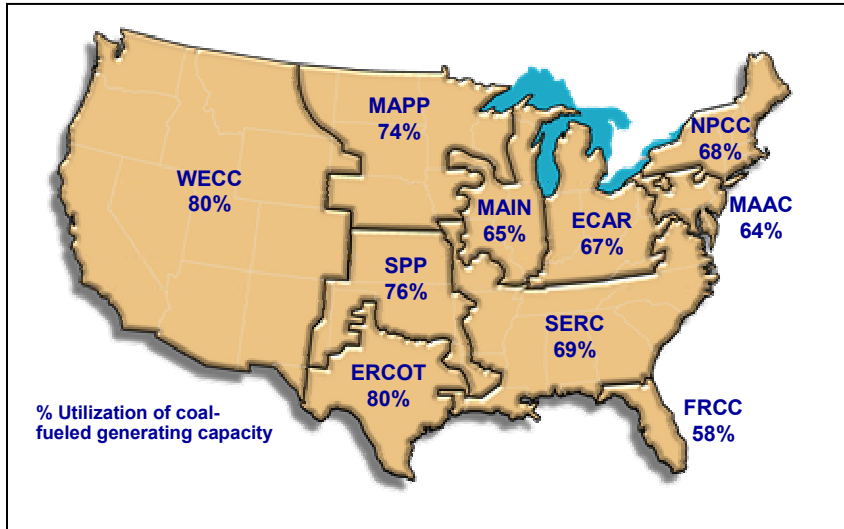 MAPP
74%
NPCC
68%
WECC
80%
MAIN
65%
ECAR
67%
MAAC
64%
SPP
76%
SERC
69%
ERCOT
80%
FRCC
58%
% Utilization of coal-
fueled generating capacity